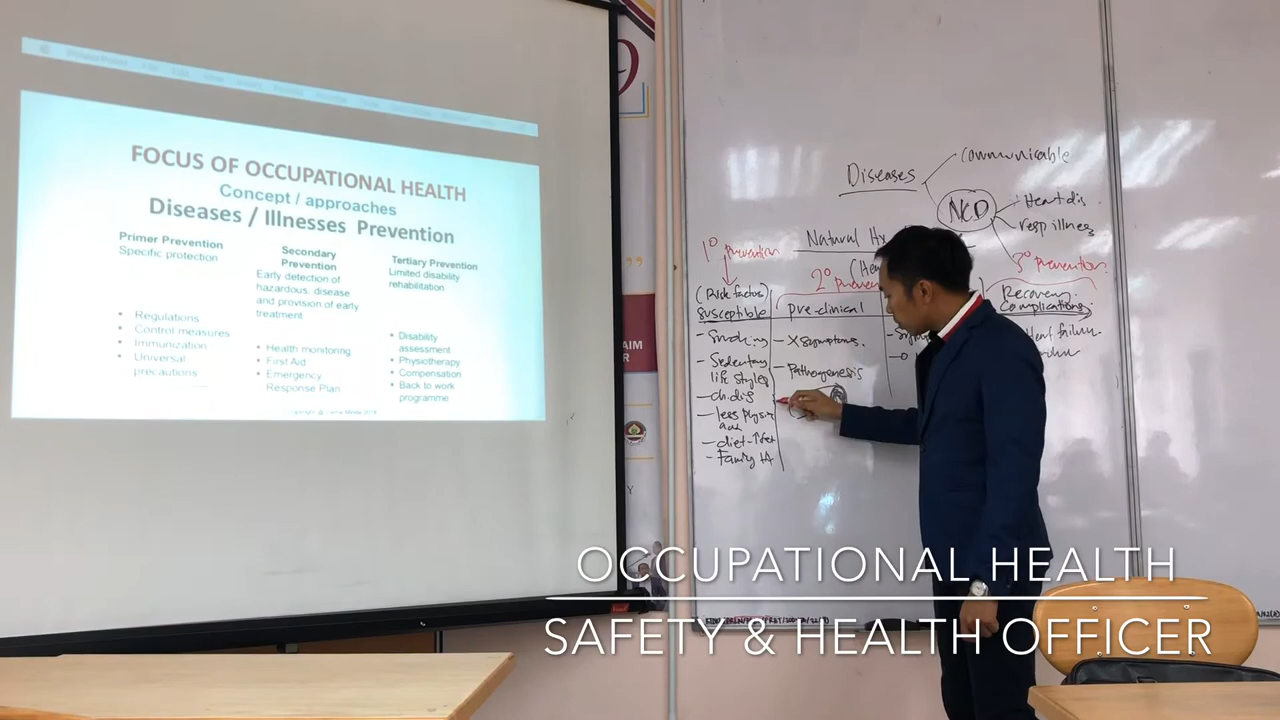 FOCUS OF OCCUPATIONAL HEALTH
Concept / approaches
Diseases / Illnesses Prevention
Primer Prevention
Specific protection
• Regulations
• Control measures
• Immunization
• Universal
precautions
Secondary
Prevention
Early detection of
hazardous, disease
and provision of early
treatment
• Health monitoring
• First Aid
• Emergency
Response Plan
Tertiary Prevention
Limited disability
rehabilitation
• Disability
assessment
• Physiotherapy
• Compensation
• Back to work
programme
AIM
Diseases
Communicable
NCD
Heart dis.
resp illness
Natural Hx
1° prevention
2°
3° prevention
(Risk factors)
Susceptible
- Smoking
- Sedentary
life styles
- less physical
- diet
- Family
Pre-clinical
- X Symptoms.
- Pathogenesis
Recovery.
Complications.
failure
OCCUPATIONAL HEALTH
SAFETY & HEALTH OFFICER